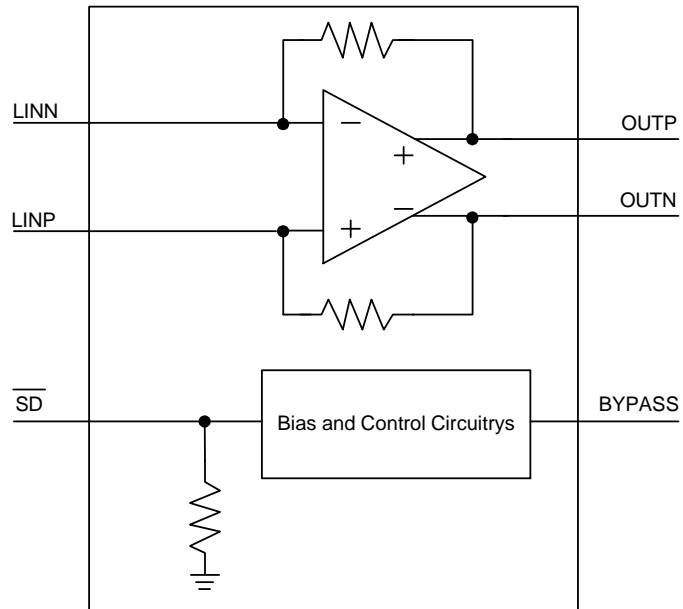 LINN
OUTP
OUTN
LINP
SD
BYPASS
Bias and Control Circuitrys